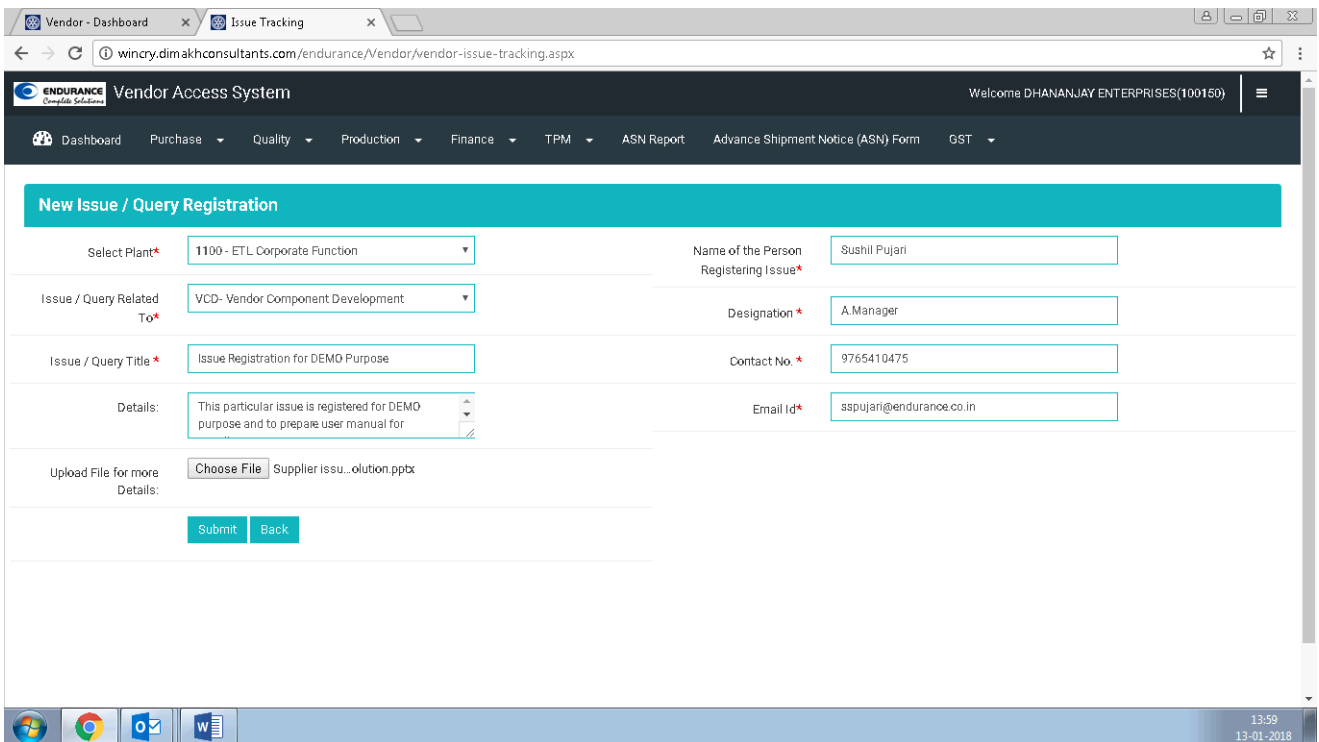 Vendor - Dashboard
Issue Tracking
wincry.dimakhconsultants.com/endurance/Vendor/vendor-issue-tracking.aspx
ENDURANCE
Complete Solutions
Vendor Access System
Welcome DHANANJAY ENTERPRISES(100150)
Dashboard Purchase Quality Production Finance TPM ASN Report Advance Shipment Notice (ASN) Form GST
New Issue / Query Registration
Select Plant* 1100 - ETL Corporate Function
Issue / Query Related To* VCD- Vendor Component Development
Issue / Query Title * Issue Registration for DEMO Purpose
Details: This particular issue is registered for DEMO
purpose and to prepare user manual for
Upload File for more Details: Choose File Supplier issu...olution.pptx
Submit Back
Name of the Person Registering Issue* Sushil Pujari
Designation * A.Manager
Contact No. * 9765410475
Email Id* sspujari@endurance.co.in
13:59
13-01-2018